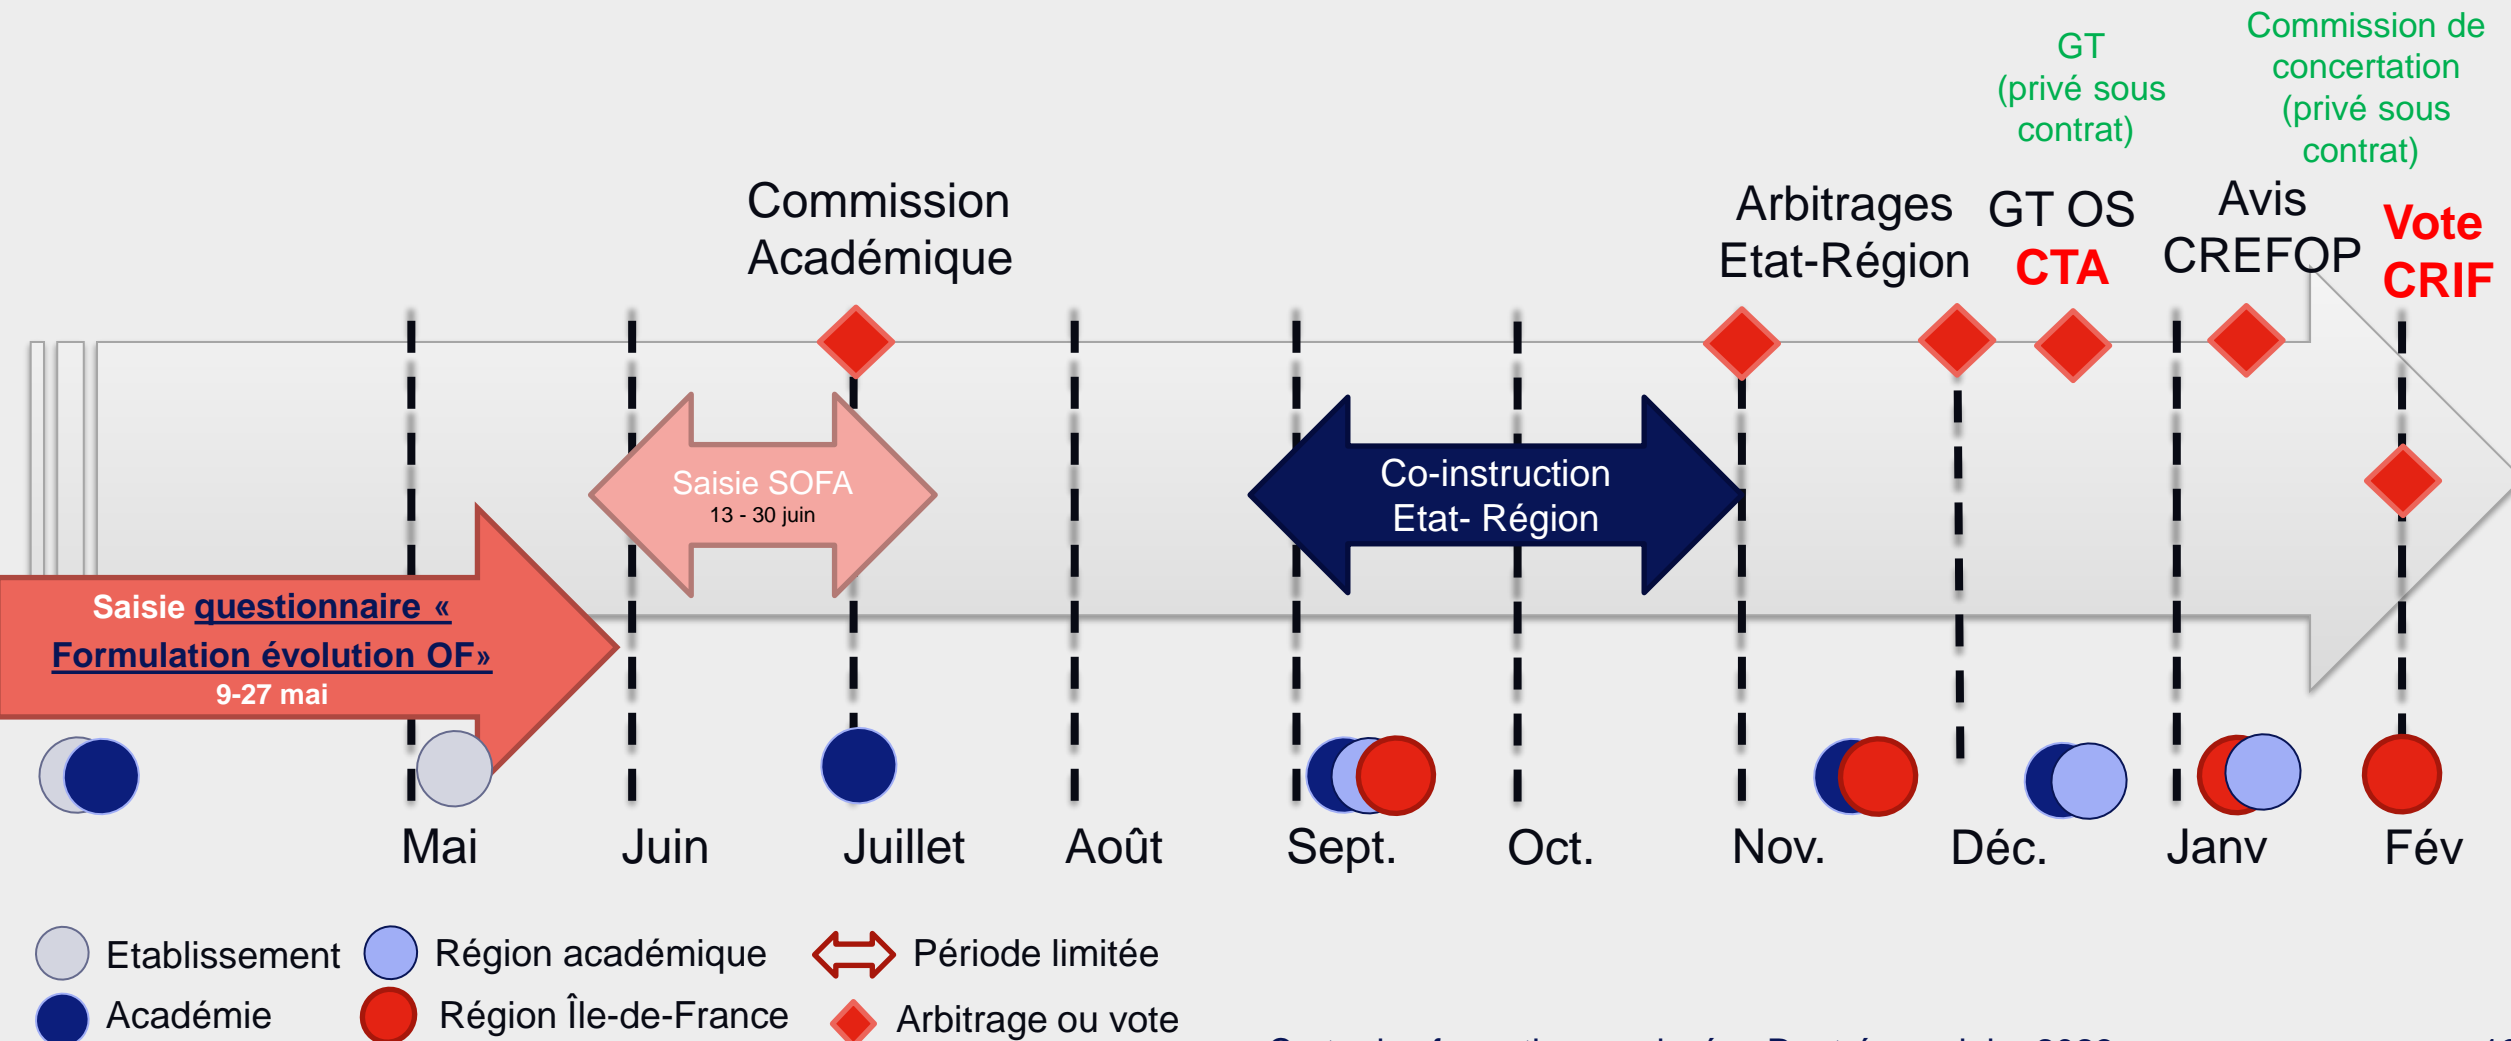 GT
(privé sous
contrat)
Commission de
concertation
(privé sous
contrat)
Commission
Académique
Arbitrages
Etat-Région
GT OS
CTA
Avis
CREFOP
Vote
CRIF
Saisie SOFA
13 - 30 juin
Co-instruction
Etat- Région
Saisie questionnaire «
Formulation évolution OF»
9-27 mai
Mai
Juin
Juillet
Août
Sept.
Oct.
Nov.
Déc.
Janv
Fév
Etablissement
Région académique
Période limitée
Académie
Région Île-de-France
Arbitrage ou vote